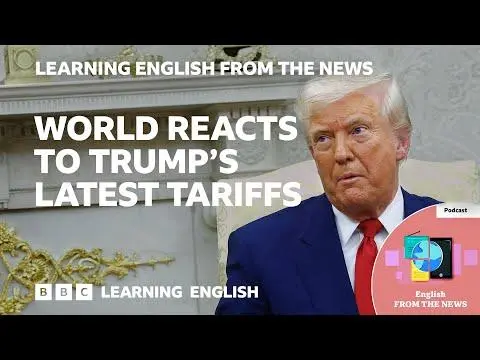 LEARNING ENGLISH FROM THE NEWS
WORLD REACTS
TO TRUMP'S
LATEST TARIFFS
BBC LEARNING ENGLISH
Podcast
English
FROM THE NEWS